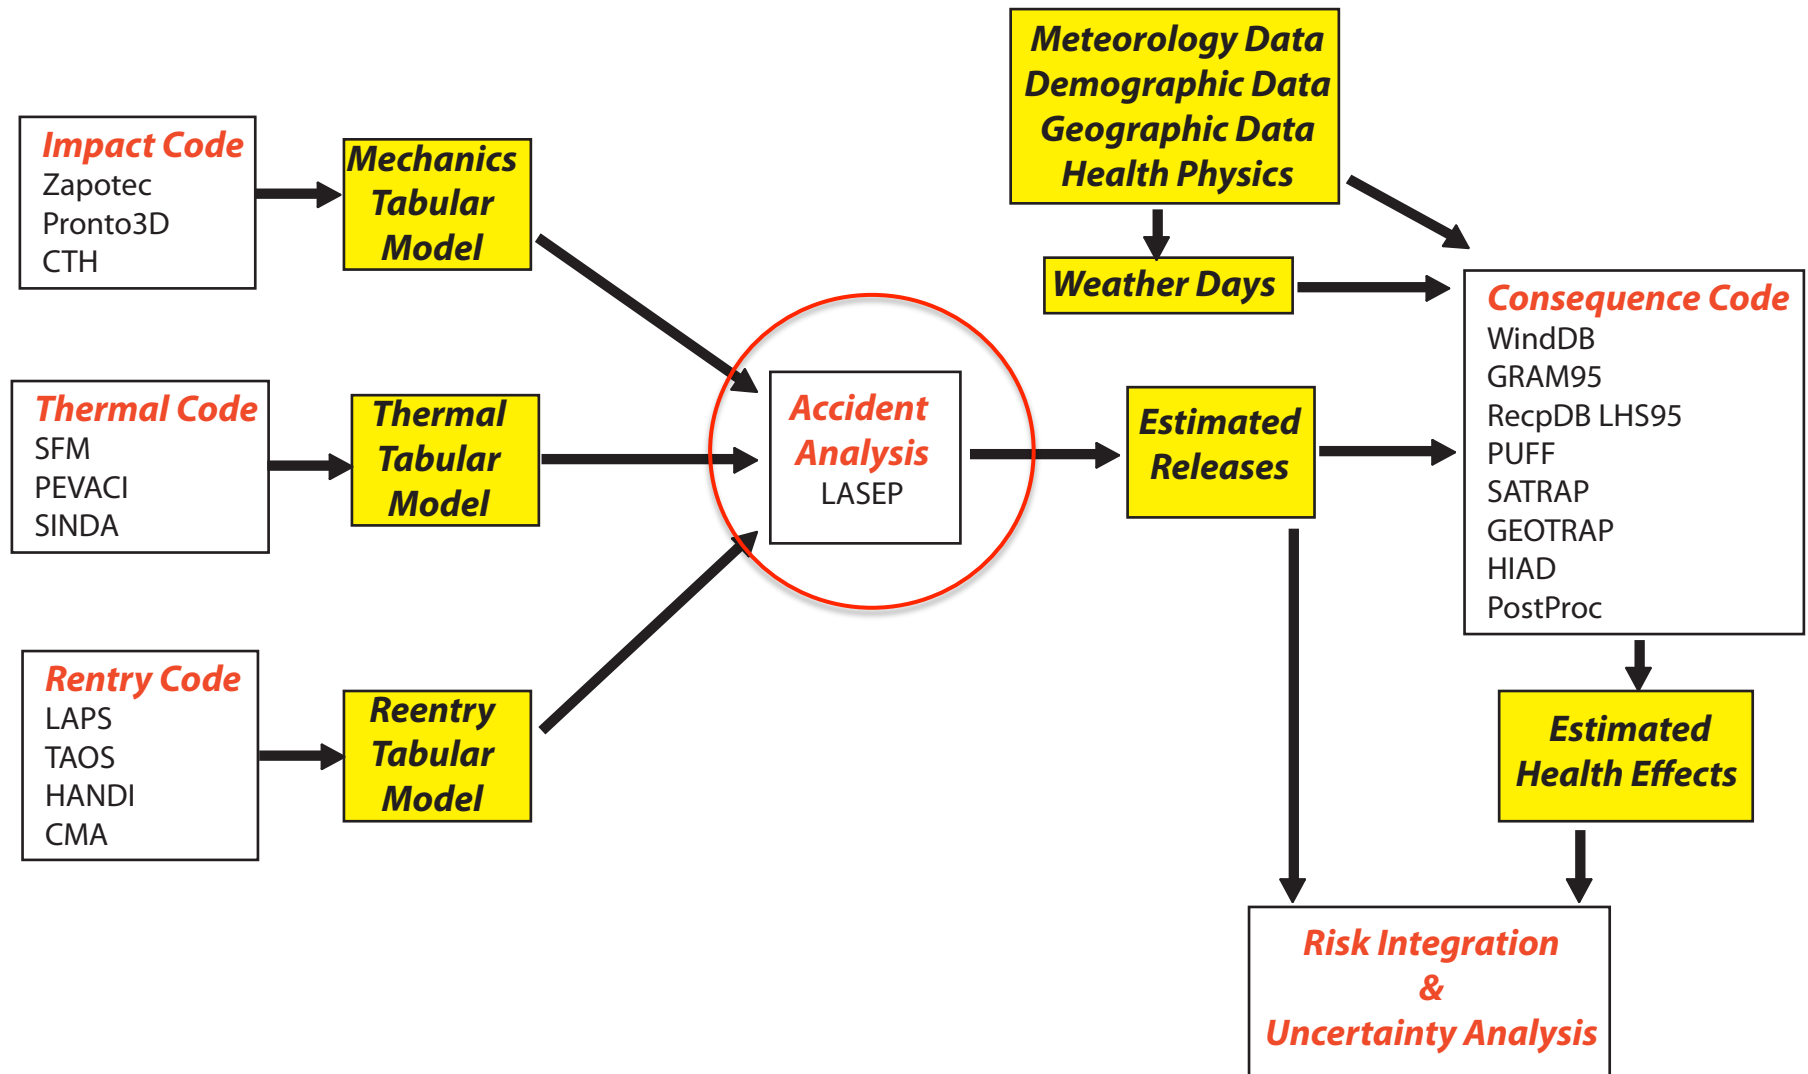 Impact Code
Zapotec
Pronto3D
CTH
Mechanics
Tabular
Model
Thermal Code
SFM
PEVACI
SINDA
Thermal
Tabular
Model
Rentry Code
LAPS
TAOS
HANDI
CMA
Reentry
Tabular
Model
Accident
Analysis
LASEP
Meteorology Data
Demographic Data
Geographic Data
Health Physics
Weather Days
Estimated
Releases
Consequence Code
WindDB
GRAM95
RecpDB LHS95
PUFF
SATRAP
GEOTRAP
HIAD
PostProc
Estimated
Health Effects
Risk Integration
&
Uncertainty Analysis